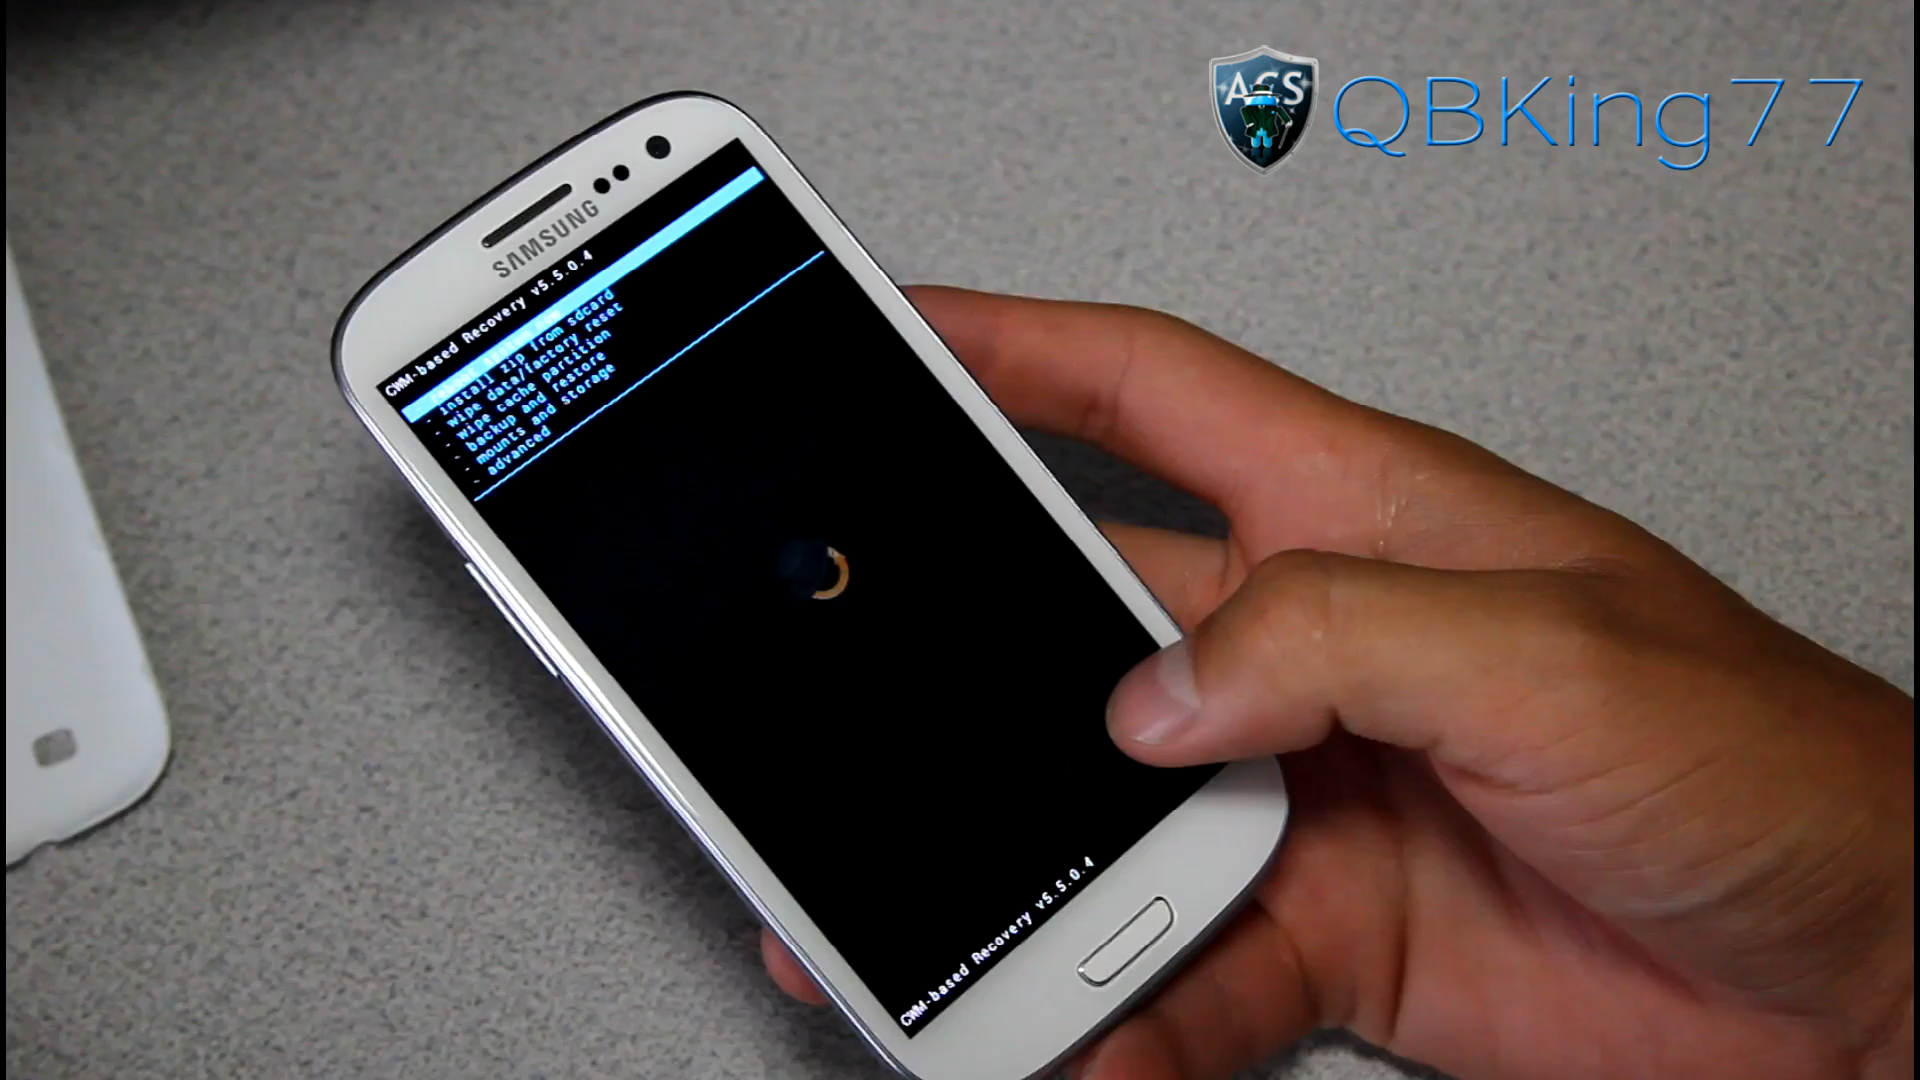 ACS QBKing77
SAMSUNG
CWM-based Recovery v5.5.0.4
- install zip from sdcard
- wipe data/factory reset
- wipe cache partition
- backup and restore
- mounts and storage
- advanced
CWM-based Recovery v5.5.0.4